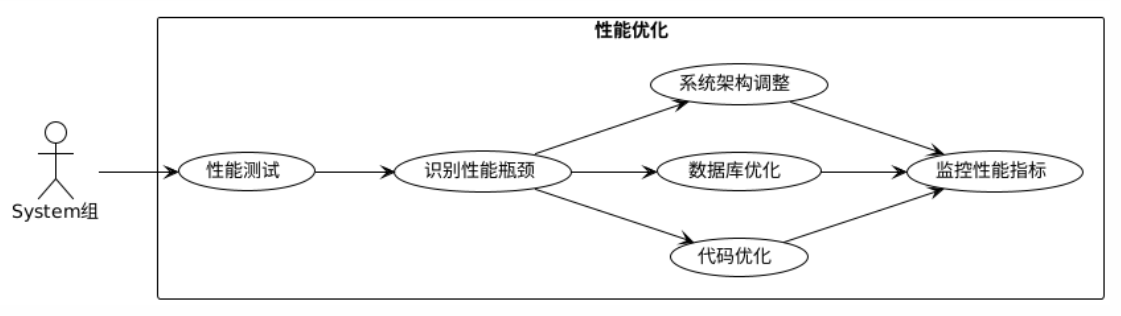 性能优化
System组
性能测试
识别性能瓶颈
系统架构调整
数据库优化
代码优化
监控性能指标